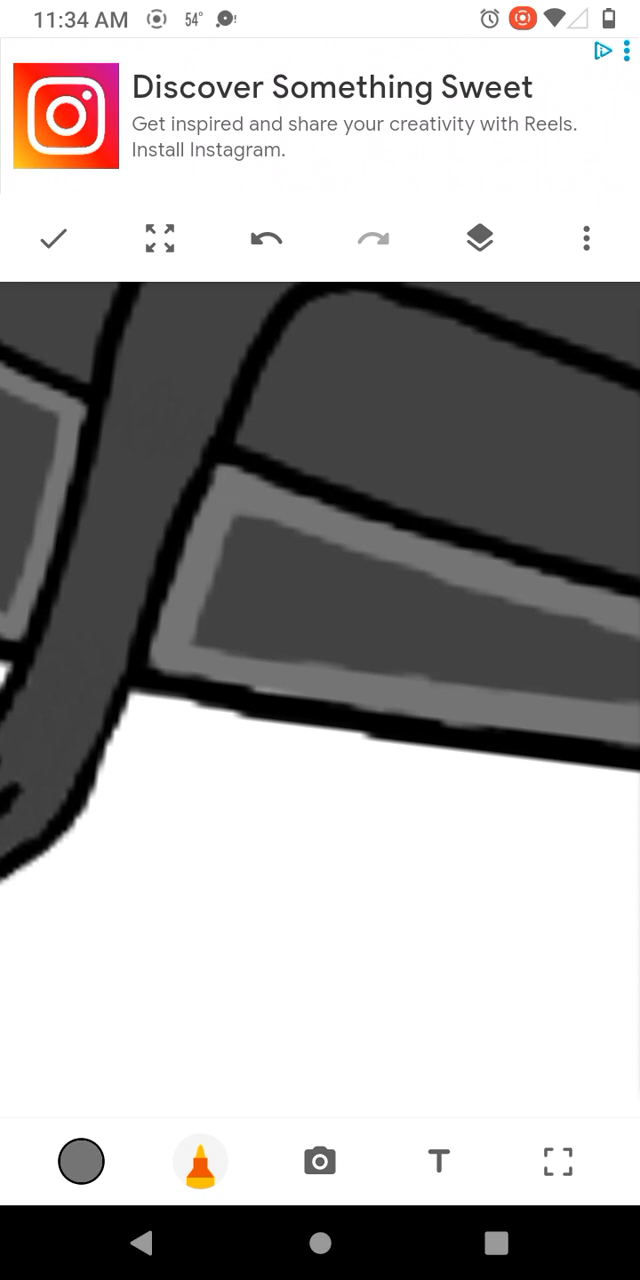 11:34 AM 54°
Discover Something Sweet
Get inspired and share your creativity with Reels.
Install Instagram.
T